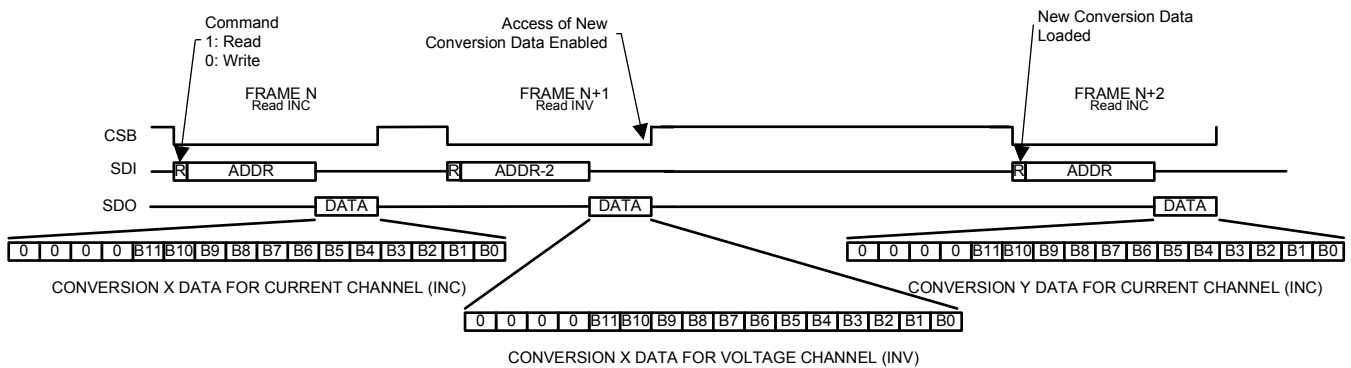 Command
1: Read
0: Write
Access of New
Conversion Data Enabled
New Conversion Data
Loaded
FRAME N
Read INC
FRAME N+1
Read INV
FRAME N+2
Read INC
CSB
SDI
R ADDR
R ADDR-2
R ADDR
SDO
DATA
DATA
DATA
0 0 0 0 B11 B10 B9 B8 B7 B6 B5 B4 B3 B2 B1 B0
0 0 0 0 B11 B10 B9 B8 B7 B6 B5 B4 B3 B2 B1 B0
CONVERSION X DATA FOR CURRENT CHANNEL (INC)
CONVERSION Y DATA FOR CURRENT CHANNEL (INC)
0 0 0 0 B11 B10 B9 B8 B7 B6 B5 B4 B3 B2 B1 B0
CONVERSION X DATA FOR VOLTAGE CHANNEL (INV)